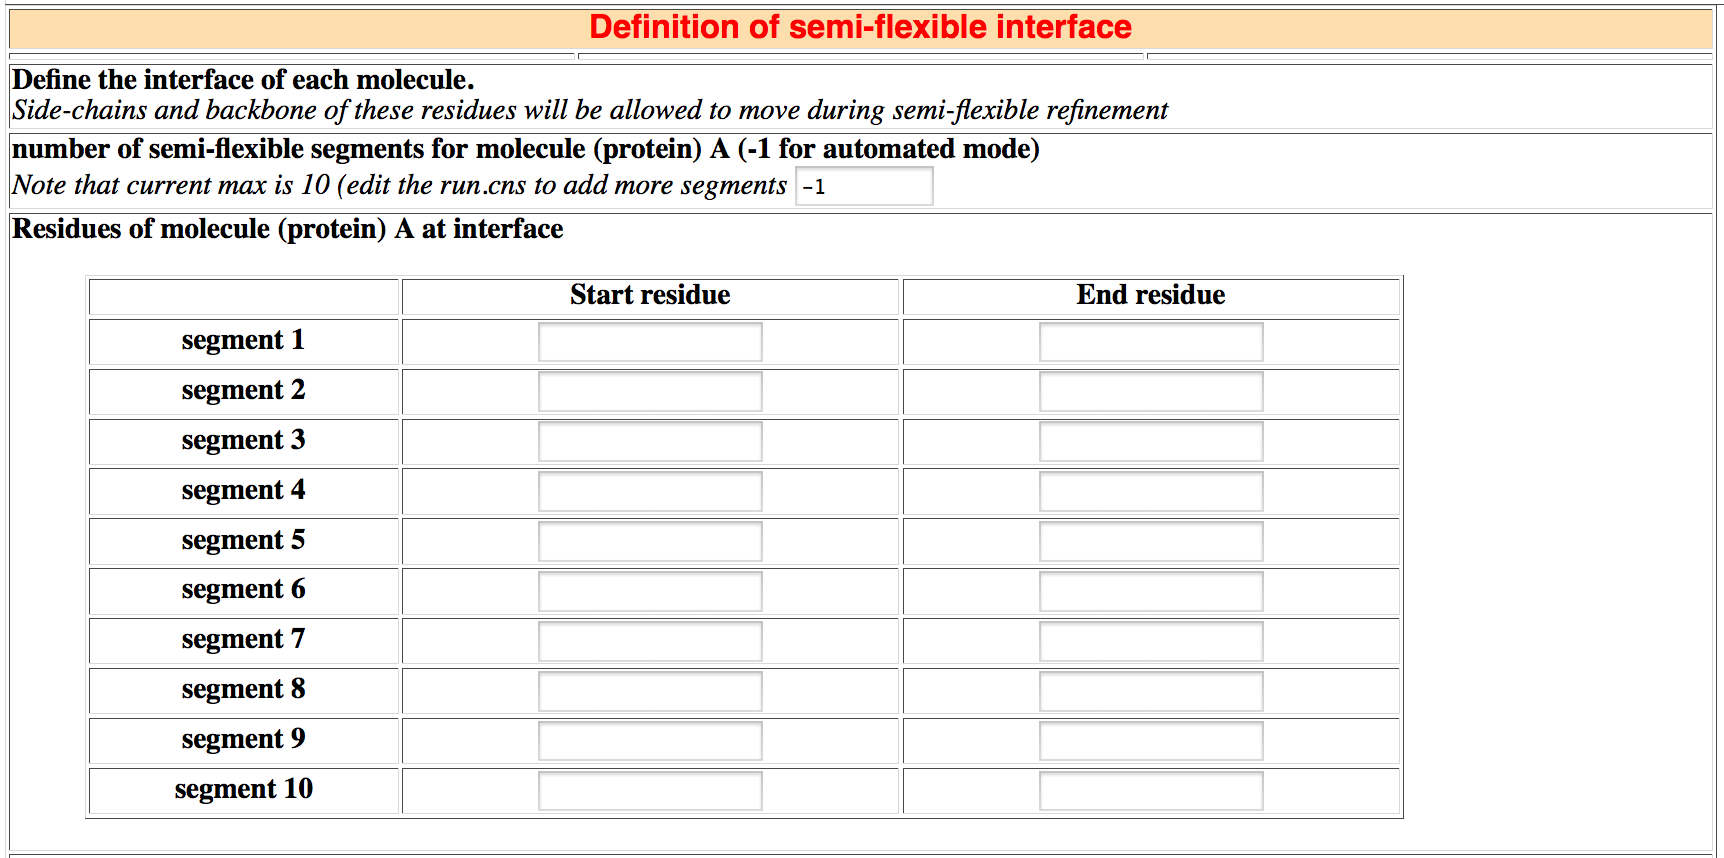 Definition of semi-flexible interface
Define the interface of each molecule.
Side-chains and backbone of these residues will be allowed to move during semi-flexible refinement
number of semi-flexible segments for molecule (protein) A (-1 for automated mode)
Note that current max is 10 (edit the run.cns to add more segments -1
Residues of molecule (protein) A at interface
Start residue End residue
segment 1
segment 2
segment 3
segment 4
segment 5
segment 6
segment 7
segment 8
segment 9
segment 10